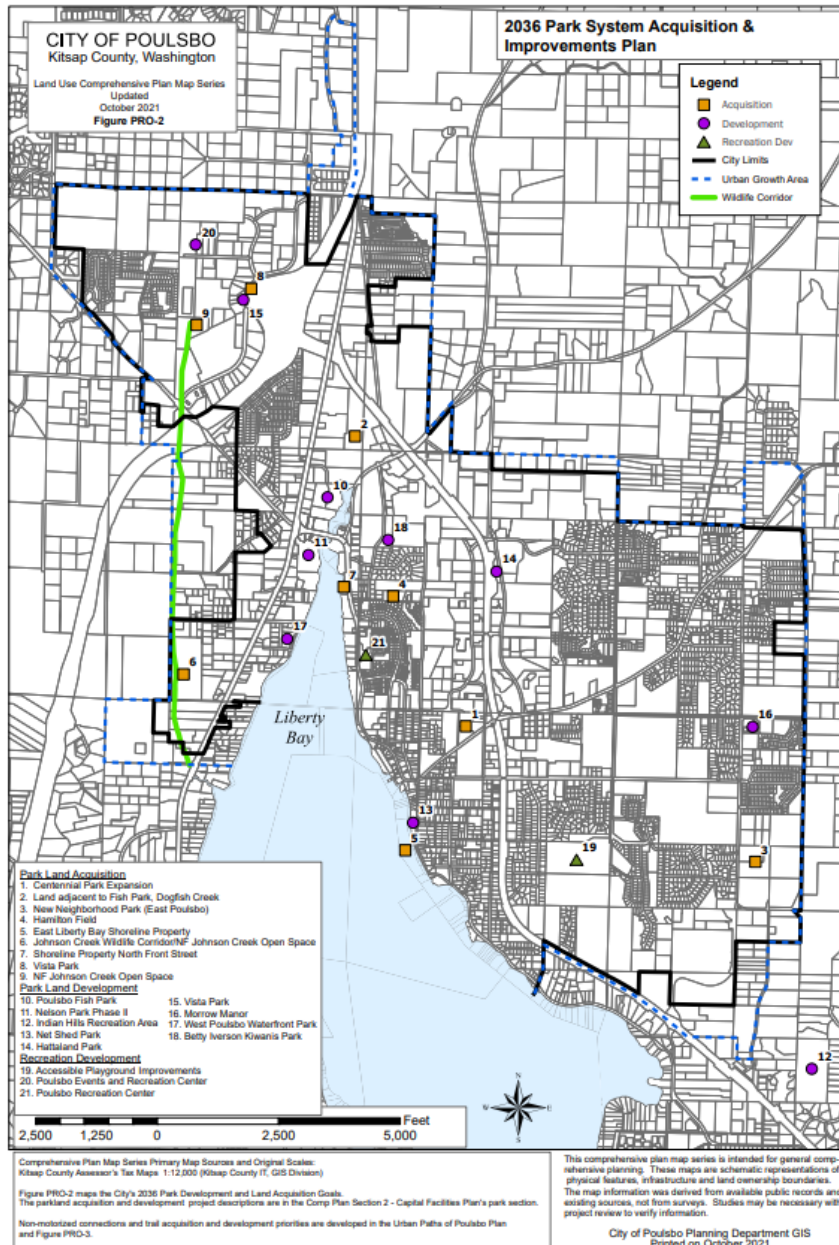 CITY OF POULSBO
Kitsap County, Washington
Land Use Comprehensive Plan Map Series
Updated
October 2021
Figure PRO-2
2036 Park System Acquisition &
Improvements Plan
Legend
Acquisition
Development
Recreation Dev
City Limits
Urban Growth Area
Wildlife Corridor
20
8
15
9
2
10
18
11
14
7
4
17
21
6
Liberty
Bay
1
16
13
5
19
3
12
Park Land Acquisition
1. Centennial Park Expansion
2. Land adjacent to Fish Park, Dogfish Creek
3. New Neighborhood Park (East Poulsbo)
4. Hamilton Field
5. East Liberty Bay Shoreline Property
6. Johnson Creek Wildlife Corridor/NF Johnson Creek Open Space
7. Shoreline Property North Front Street
8. Vista Park
9. NF Johnson Creek Open Space
Park Land Development
10. Poulsbo Fish Park
11. Nelson Park Phase II
12. Indian Hills Recreation Area
13. Net Shed Park
14. Hattaland Park
15. Vista Park
16. Morrow Manor
17. West Poulsbo Waterfront Park
18. Betty Iverson Kiwanis Park
Recreation Development
19. Accessible Playground Improvements
20. Poulsbo Events and Recreation Center
21. Poulsbo Recreation Center
N
W E
S
Feet
2,500 1,250 0 2,500 5,000
Comprehensive Plan Map Series Primary Map Sources and Original Scales:
Kitsap County Assessor's Tax Maps 1:12,000 (Kitsap County IT, GIS Division)
Figure PRO-2 maps the City's 2036 Park Development and Land Acquisition Goals.
The parkland acquisition and development project descriptions are in the Comp Plan Section 2 - Capital Facilities Plan's park section.
Non-motorized connections and trail acquisition and development priorities are developed in the Urban Paths of Poulsbo Plan
and Figure PRO-3.
This comprehensive plan map series is intended for general comp-
rehensive planning. These maps are schematic representations of
physical features, infrastructure and land ownership boundaries.
The map information was derived from available public records and
existing sources, not from surveys. Studies may be necessary with
project review to verify information.
City of Poulsbo Planning Department GIS
Printed on October 2021